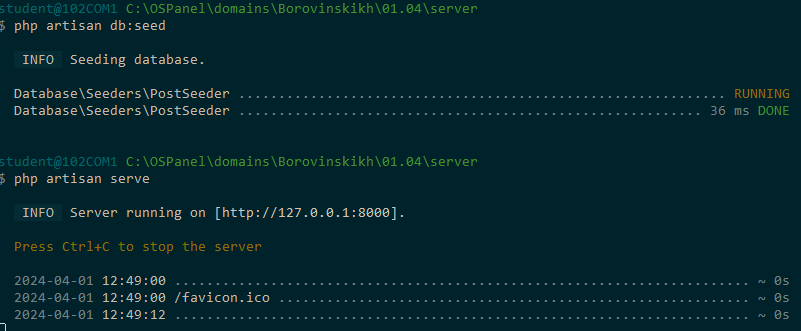 student@102COM1 C:\OSPanel\domains\Borovinskikh\01.04\server
$ php artisan db:seed
INFO Seeding database.
Database\Seeders\PostSeeder ............................................................. RUNNING
Database\Seeders\PostSeeder .......................................................... 36 ms DONE
student@102COM1 C:\OSPanel\domains\Borovinskikh\01.04\server
$ php artisan serve
INFO Server running on [http://127.0.0.1:8000].
Press Ctrl+C to stop the server
2024-04-01 12:49:00 ........................................................................ ~ 0s
2024-04-01 12:49:00 /favicon.ico ........................................................... ~ 0s
2024-04-01 12:49:12 ........................................................................ ~ 0s